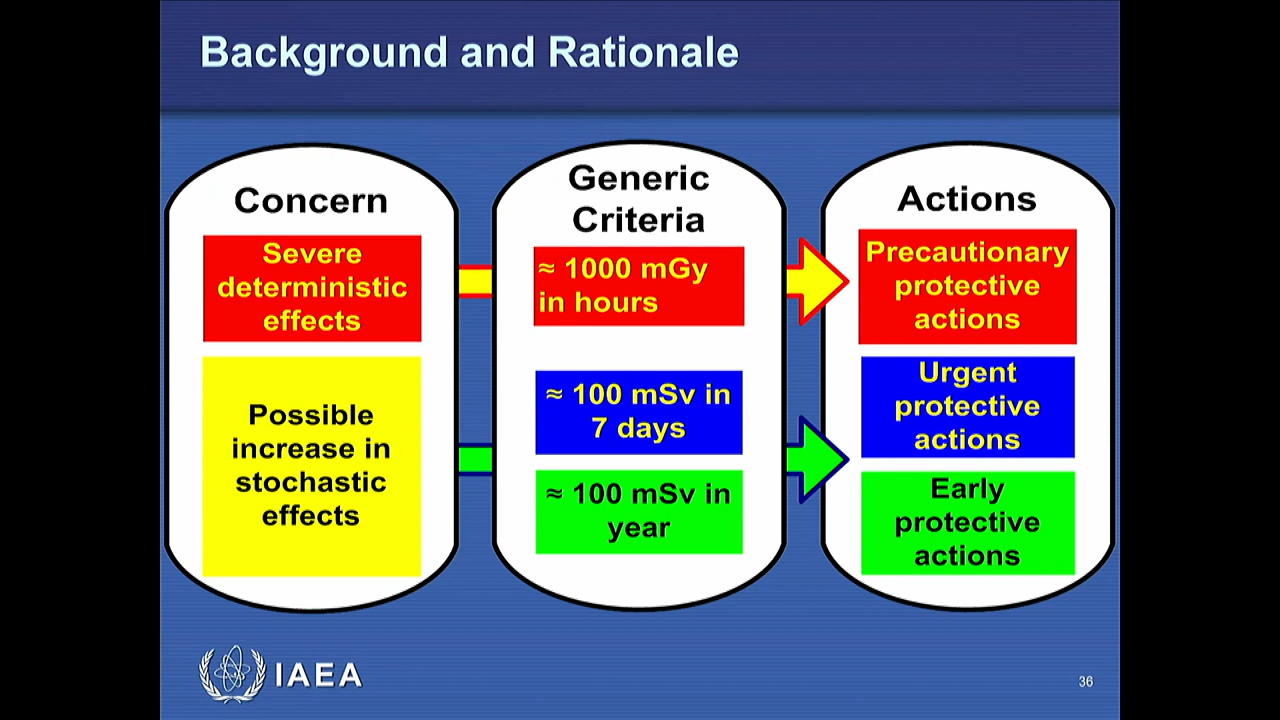 Background and Rationale
Concern
Severe
deterministic
effects
Possible
increase in
stochastic
effects
Generic
Criteria
≈ 1000 mGy
in hours
≈ 100 mSv in
7 days
≈ 100 mSv in
year
Actions
Precautionary
protective
actions
Urgent
protective
actions
Early
protective
actions
IAEA
36